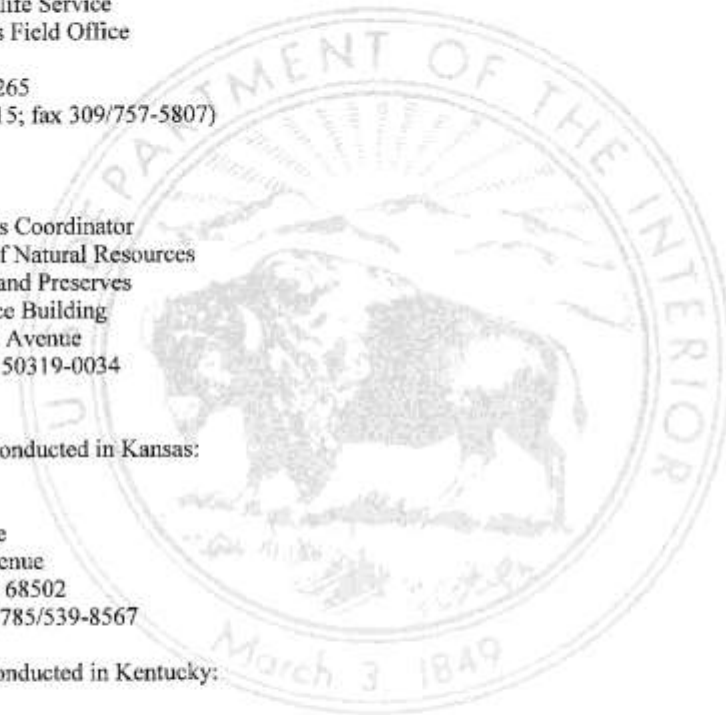 life Service
s Field Office
265
15; fax 309/757-5807)
s Coordinator
f Natural Resources
and Preserves
ce Building
Avenue
50319-0034
onducted in Kansas:
e
enue
68502
785/539-8567
onducted in Kentucky:
U.S. DEPARTMENT OF THE INTERIOR
March 3 1849